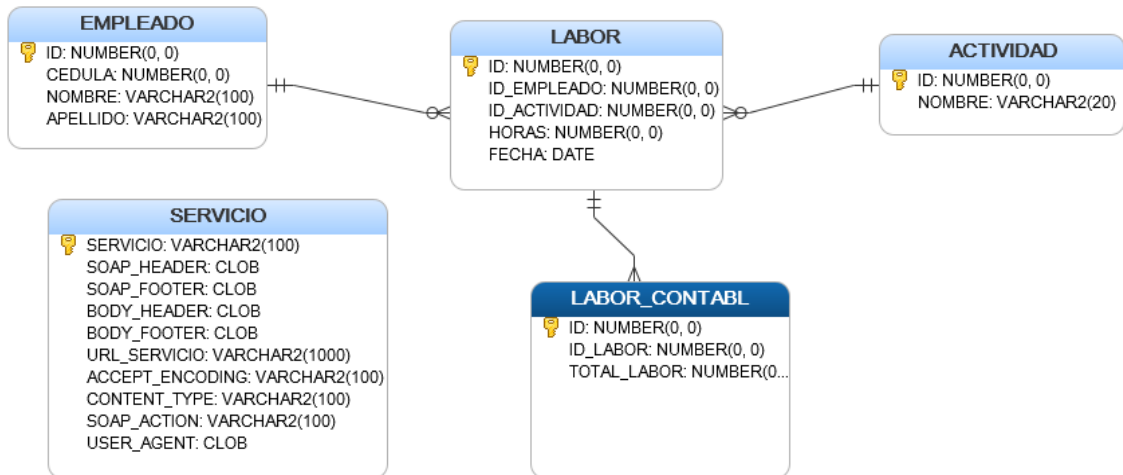 EMPLEADO
ID: NUMBER(0, 0)
CEDULA: NUMBER(0, 0)
NOMBRE: VARCHAR2(100)
APELLIDO: VARCHAR2(100)
LABOR
ID: NUMBER(0, 0)
ID_EMPLEADO: NUMBER(0, 0)
ID_ACTIVIDAD: NUMBER(0, 0)
HORAS: NUMBER(0, 0)
FECHA: DATE
ACTIVIDAD
ID: NUMBER(0, 0)
NOMBRE: VARCHAR2(20)
SERVICIO
SERVICIO: VARCHAR2(100)
SOAP_HEADER: CLOB
SOAP_FOOTER: CLOB
BODY_HEADER: CLOB
BODY_FOOTER: CLOB
URL_SERVICIO: VARCHAR2(1000)
ACCEPT_ENCODING: VARCHAR2(100)
CONTENT_TYPE: VARCHAR2(100)
SOAP_ACTION: VARCHAR2(100)
USER_AGENT: CLOB
LABOR_CONTABL
ID: NUMBER(0, 0)
ID_LABOR: NUMBER(0, 0)
TOTAL_LABOR: NUMBER(0...